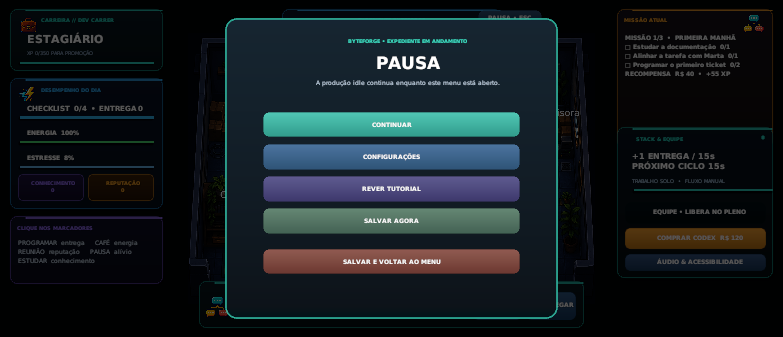 CARREIRA // DEV CARRER
ESTAGIÁRIO
XP 0/350 PARA PROMOÇÃO
DESEMPENHO DO DIA
CHECKLIST 0/4 • ENTREGA 0
ENERGIA 100%
ESTRESSE 8%
CONHECIMENTO
0
REPUTAÇÃO
0
CLIQUE NOS MARCADORES
PROGRAMAR entrega CAFÉ energia
REUNIÃO reputação PAUSA alívio
ESTUDAR conhecimento
PAUSA • ESC
BYTEFORGE • EXPEDIENTE EM ANDAMENTO
PAUSA
A produção idle continua enquanto este menu está aberto.
CONTINUAR
CONFIGURAÇÕES
REVER TUTORIAL
SALVAR AGORA
SALVAR E VOLTAR AO MENU
MISSÃO ATUAL
MISSÃO 1/3 • PRIMEIRA MANHÃ
□ Estudar a documentação 0/1
□ Alinhar a tarefa com Marta 0/1
□ Programar o primeiro ticket 0/2
RECOMPENSA R$ 40 • +55 XP
STACK & EQUIPE
+1 ENTREGA / 15s
PRÓXIMO CICLO 15s
TRABALHO SOLO • FLUXO MANUAL
EQUIPE • LIBERA NO PLENO
COMPRAR CODEX R$ 120
ÁUDIO & ACESSIBILIDADE